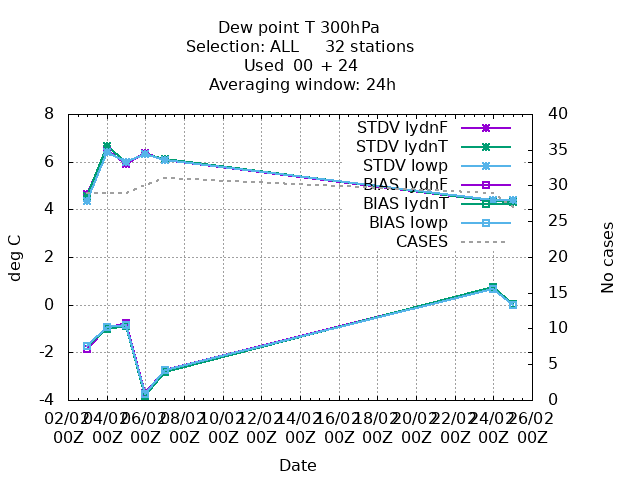 Dew point T 300hPa
Selection: ALL 32 stations
Used 00 + 24
Averaging window: 24h
8
6
4
2
0
-2
-4
40
35
30
25
20
15
10
5
0
deg C
No cases
STDV lydnF
STDV lydnT
STDV lowp
BIAS lydnF
BIAS lydnT
BIAS lowp
CASES
02/02 04/02 06/02 08/02 10/02 12/02 14/02 16/02 18/02 20/02 22/02 24/02 26/02
00Z 00Z 00Z 00Z 00Z 00Z 00Z 00Z 00Z 00Z 00Z 00Z 00Z
Date